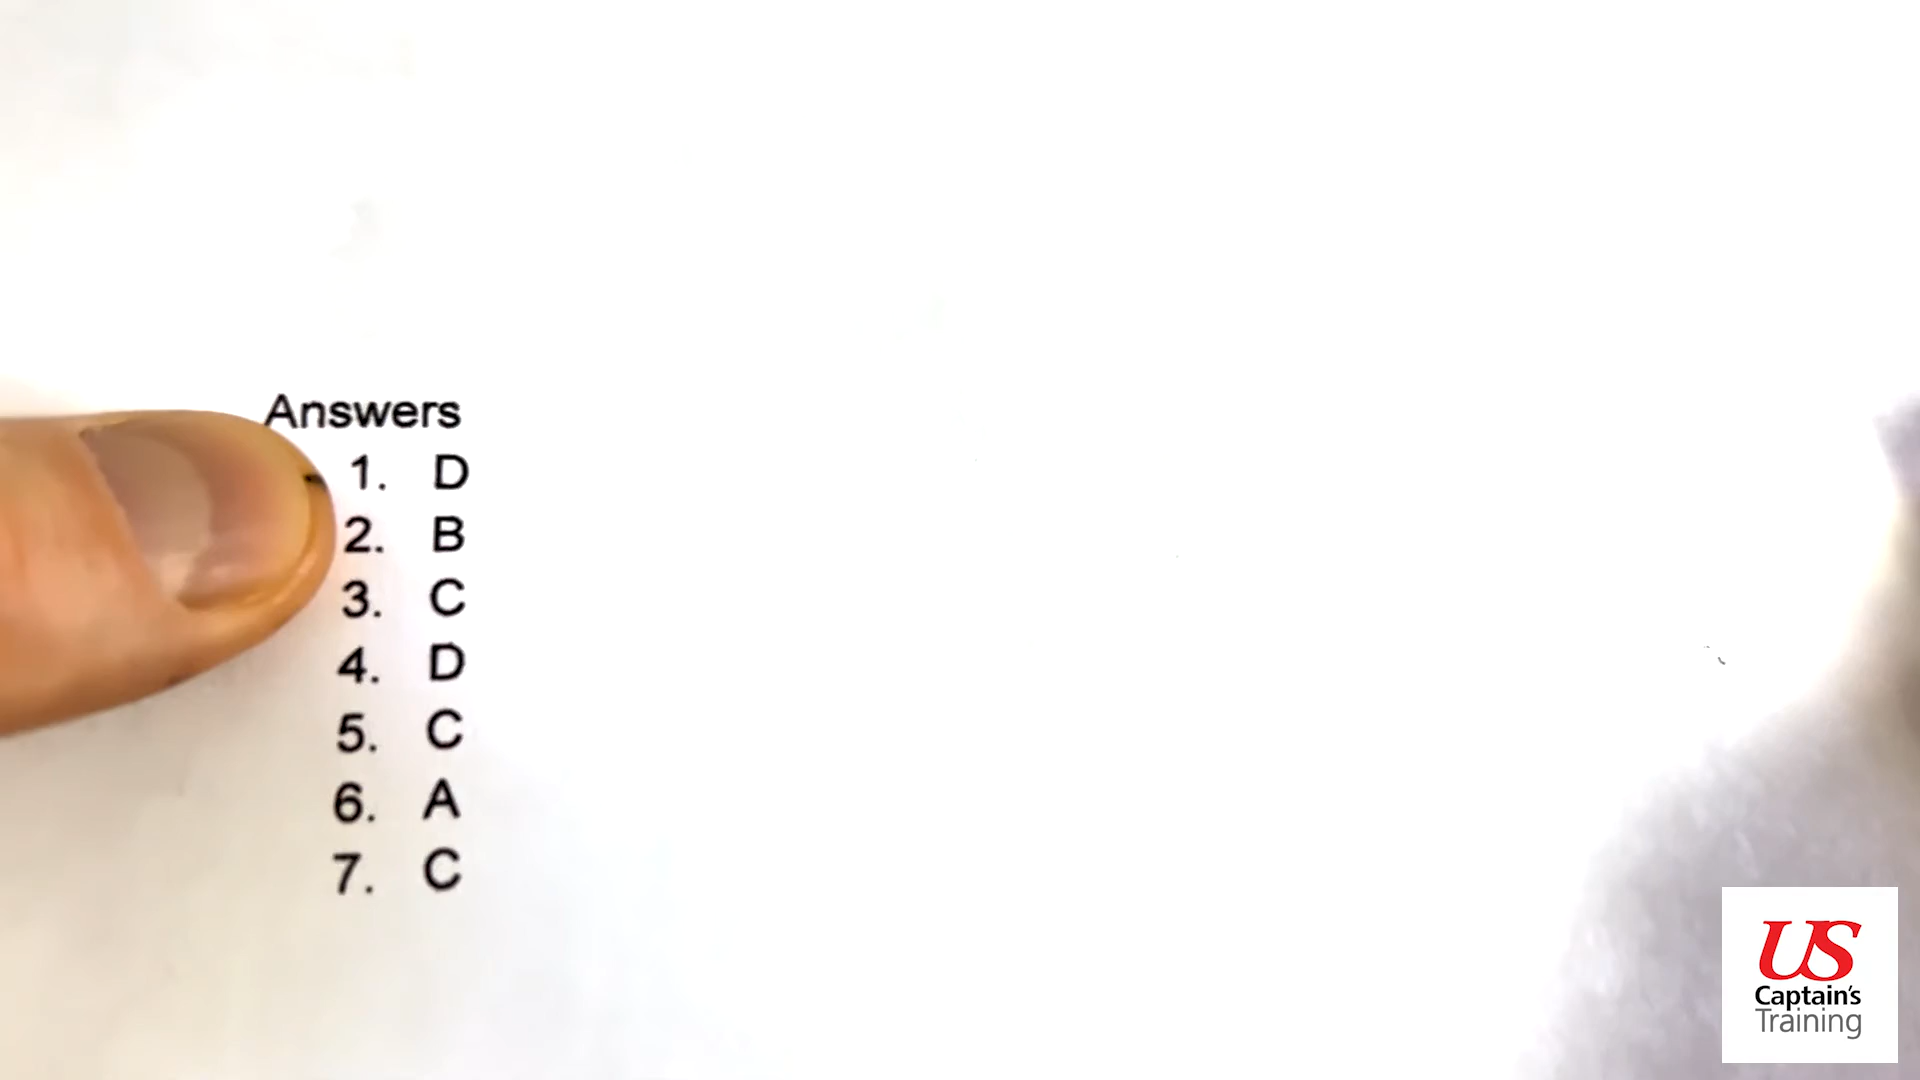 Answers
1. D
2. B
3. C
4. D
5. C
6. A
7. C
US
Captain's
Training